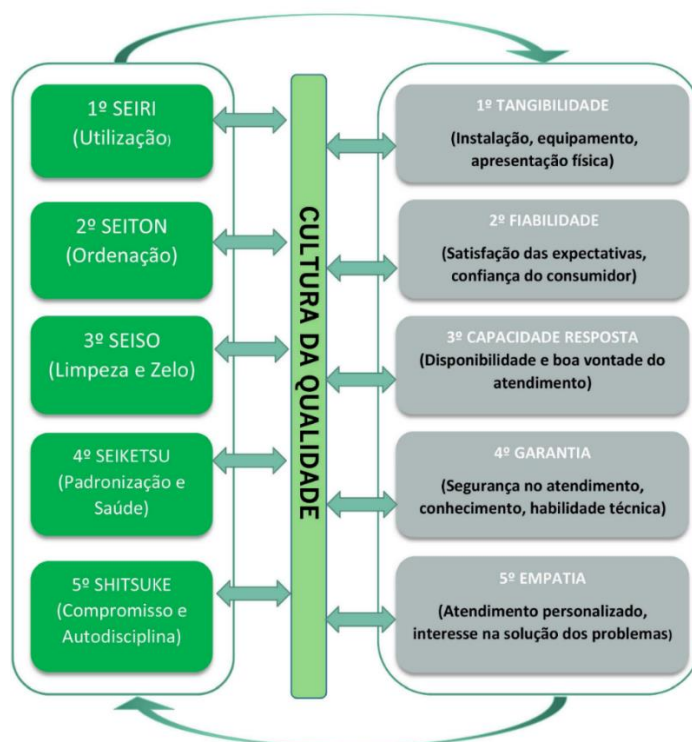 1º SEIRI
(Utilização)
2º SEITON
(Ordenação)
3º SEISO
(Limpeza e Zelo)
4º SEIKETSU
(Padronização e
Saúde)
5º SHITSUKE
(Compromisso e
Autodisciplina)
CULTURA DA QUALIDADE
1º TANGIBILIDADE
(Instalação, equipamento,
apresentação física)
2º FIABILIDADE
(Satisfação das expectativas,
confiança do consumidor)
3º CAPACIDADE RESPOSTA
(Disponibilidade e boa vontade do
atendimento)
4º GARANTIA
(Segurança no atendimento,
conhecimento, habilidade técnica)
5º EMPATIA
(Atendimento personalizado,
interesse na solução dos problemas)